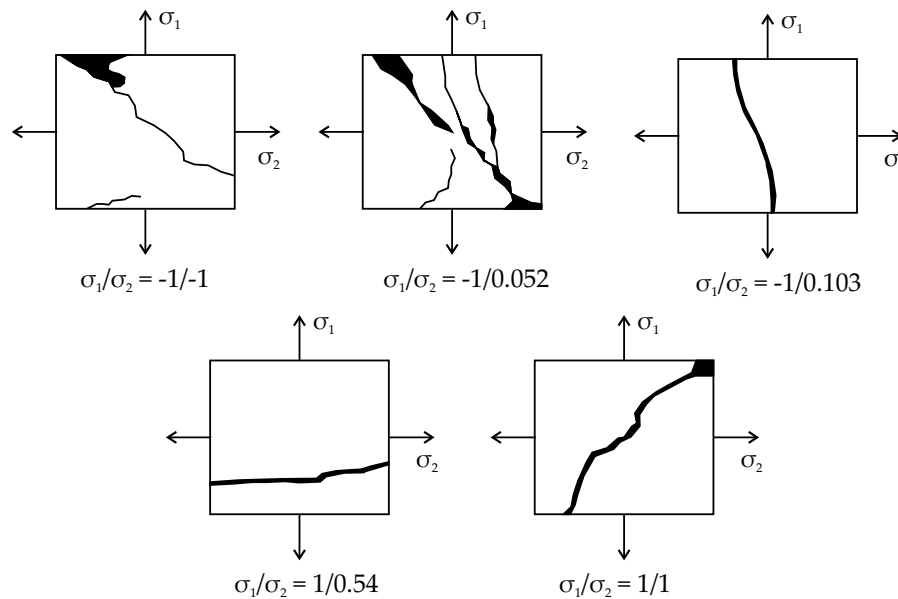 σ₁ σ₁ σ₁
σ₂ σ₂ σ
σ₁/σ₂ = -1/-1 σ₁/σ₂ = -1/0.052 σ₁/σ₂ = -1/0.103
σ₁ σ₁
σ₂ σ₂
σ₁/σ₂ = 1/0.54 σ₁/σ₂ = 1/1